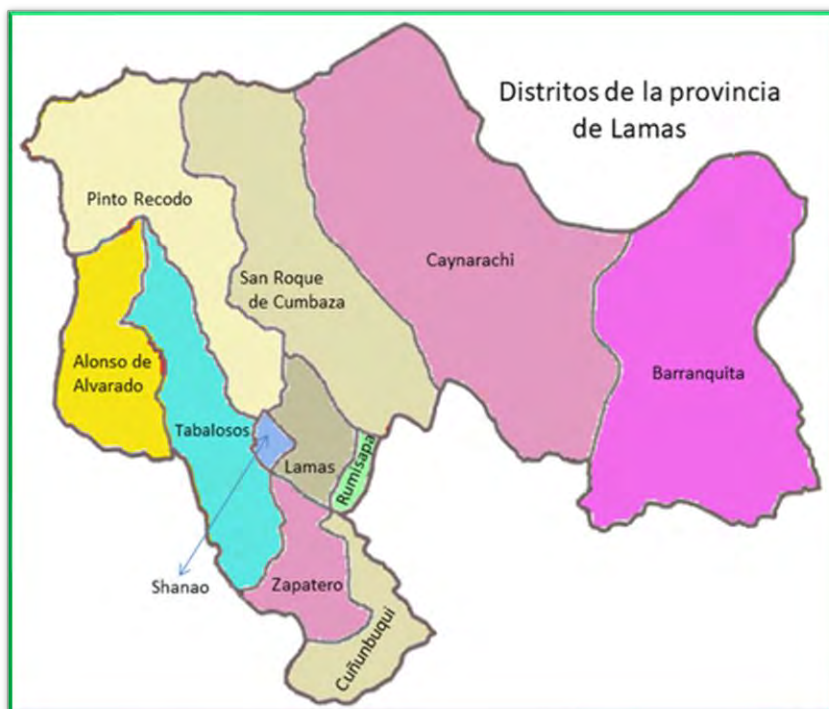 Distritos de la provincia
de Lamas
Pinto Recodo
San Roque
de Cumbaza
Caynarachi
Barranquita
Alonso de
Alvarado
Tabalosos
Lamas
Rumisapa
Shanao
Zapatero
Cuñunbuqui